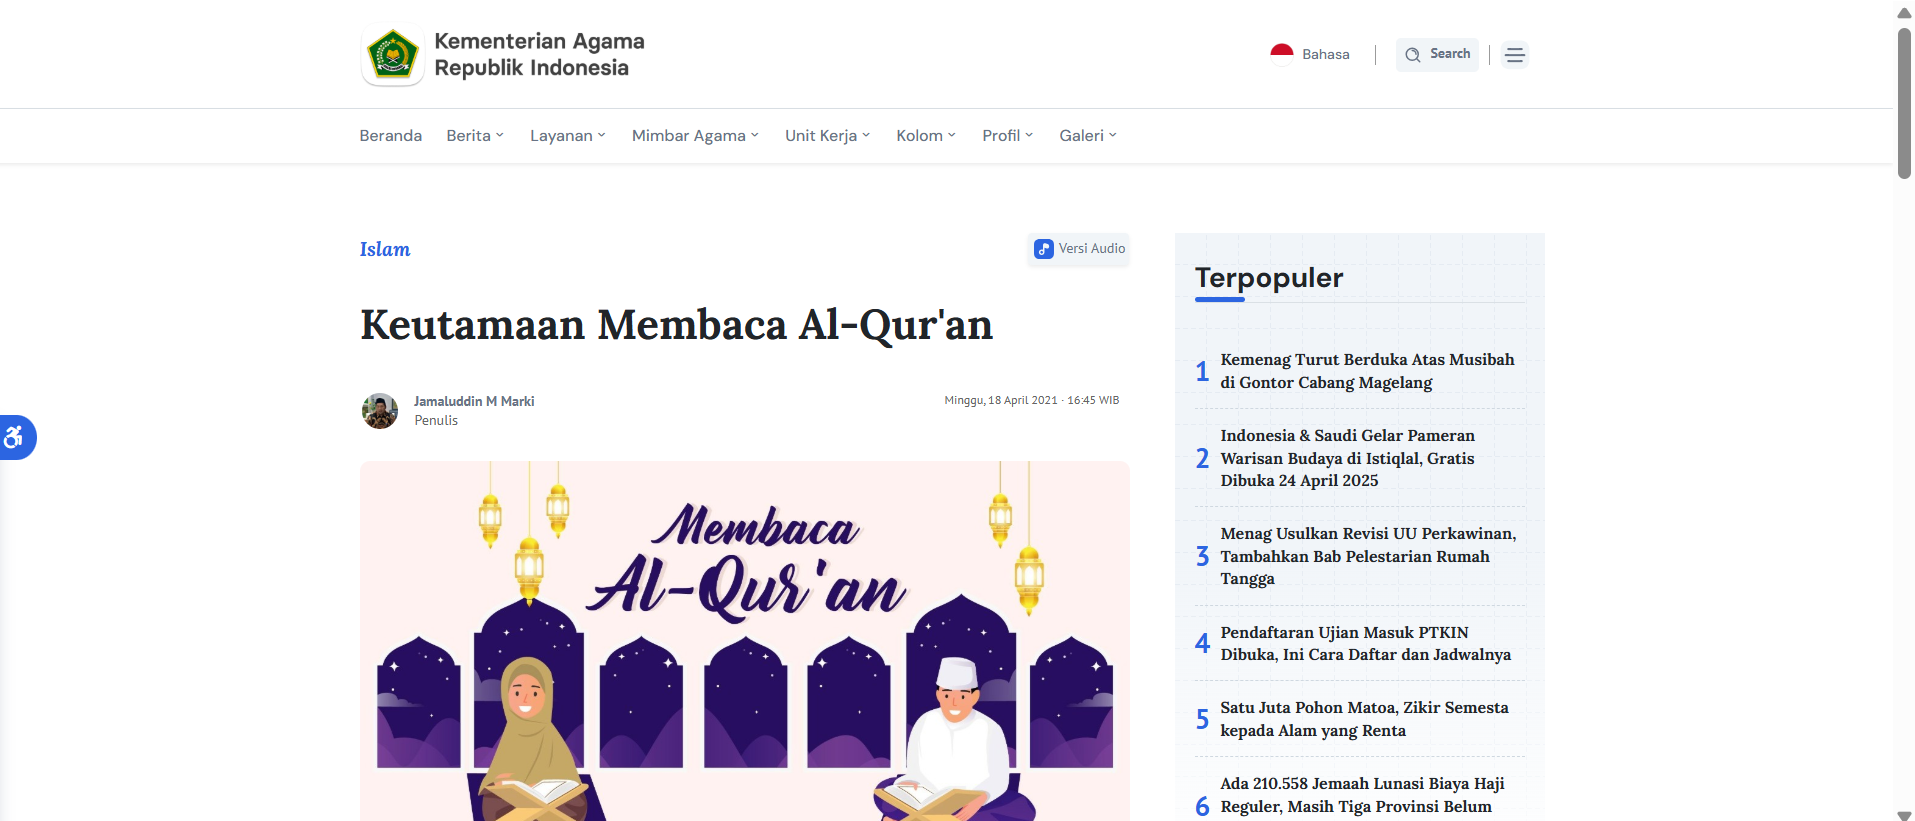 Kementerian Agama
Republik Indonesia
Bahasa
Search
Beranda
Berita
Layanan
Mimbar Agama
Unit Kerja
Kolom
Profil
Galeri
Islam
Versi Audio
Keutamaan Membaca Al-Qur'an
Jamaluddin M Marki
Penulis
Minggu, 18 April 2021 · 16:45 WIB
Membaca
Al-Qur'an
Terpopuler
1
Kemenag Turut Berduka Atas Musibah
di Gontor Cabang Magelang
2
Indonesia & Saudi Gelar Pameran
Warisan Budaya di Istiqlal, Gratis
Dibuka 24 April 2025
3
Menag Usulkan Revisi UU Perkawinan,
Tambahkan Bab Pelestarian Rumah
Tangga
4
Pendaftaran Ujian Masuk PTKIN
Dibuka, Ini Cara Daftar dan Jadwalnya
5
Satu Juta Pohon Matoa, Zikir Semesta
kepada Alam yang Renta
6
Ada 210.558 Jemaah Lunasi Biaya Haji
Reguler, Masih Tiga Provinsi Belum